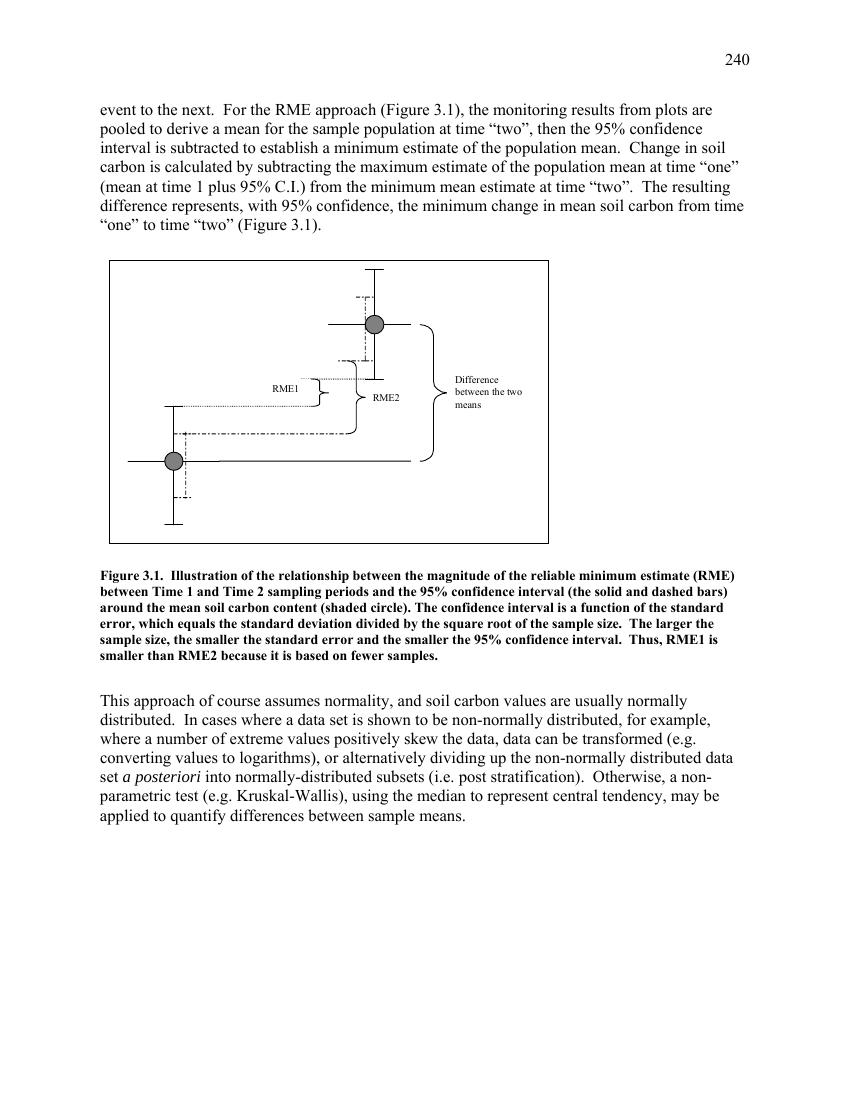 240
event to the next.  For the RME approach (Figure 3.1), the monitoring results from plots are
pooled to derive a mean for the sample population at time “two”, then the 95% confidence
interval is subtracted to establish a minimum estimate of the population mean.  Change in soil
carbon is calculated by subtracting the maximum estimate of the population mean at time “one”
(mean at time 1 plus 95% C.I.) from the minimum mean estimate at time “two”.  The resulting
difference represents, with 95% confidence, the minimum change in mean soil carbon from time
“one” to time “two” (Figure 3.1).
RME1
RME2
Difference
between the two
means
Figure 3.1.  Illustration of the relationship between the magnitude of the reliable minimum estimate (RME)
between Time 1 and Time 2 sampling periods and the 95% confidence interval (the solid and dashed bars)
around the mean soil carbon content (shaded circle). The confidence interval is a function of the standard
error, which equals the standard deviation divided by the square root of the sample size.  The larger the
sample size, the smaller the standard error and the smaller the 95% confidence interval.  Thus, RME1 is
smaller than RME2 because it is based on fewer samples.
This approach of course assumes normality, and soil carbon values are usually normally
distributed.  In cases where a data set is shown to be non-normally distributed, for example,
where a number of extreme values positively skew the data, data can be transformed (e.g.
converting values to logarithms), or alternatively dividing up the non-normally distributed data
set a posteriori into normally-distributed subsets (i.e. post stratification).  Otherwise, a non-
parametric test (e.g. Kruskal-Wallis), using the median to represent central tendency, may be
applied to quantify differences between sample means.